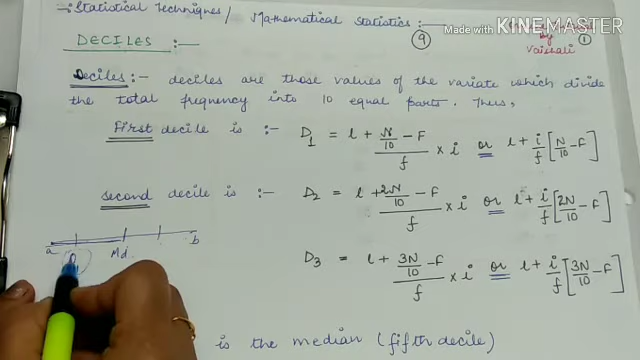 :- Statistical Techniques / Mathematical Statistics :-
Made with KINEMASTER
by
Vaishali
9
1
DECILES :-
Deciles :- deciles are those values of the variate which divide
the total frequency into 10 equal parts. Thus,
First decile is :- D₁ = l + (N/10 - F)/f × i or l + i/f [N/10 - F]
second decile is :- D₂ = l + (2N/10 - F)/f × i or l + i/f [2N/10 - F]
a Md. b
D₃ = l + (3N/10 - F)/f × i or l + i/f [3N/10 - F]
is the median (fifth decile)